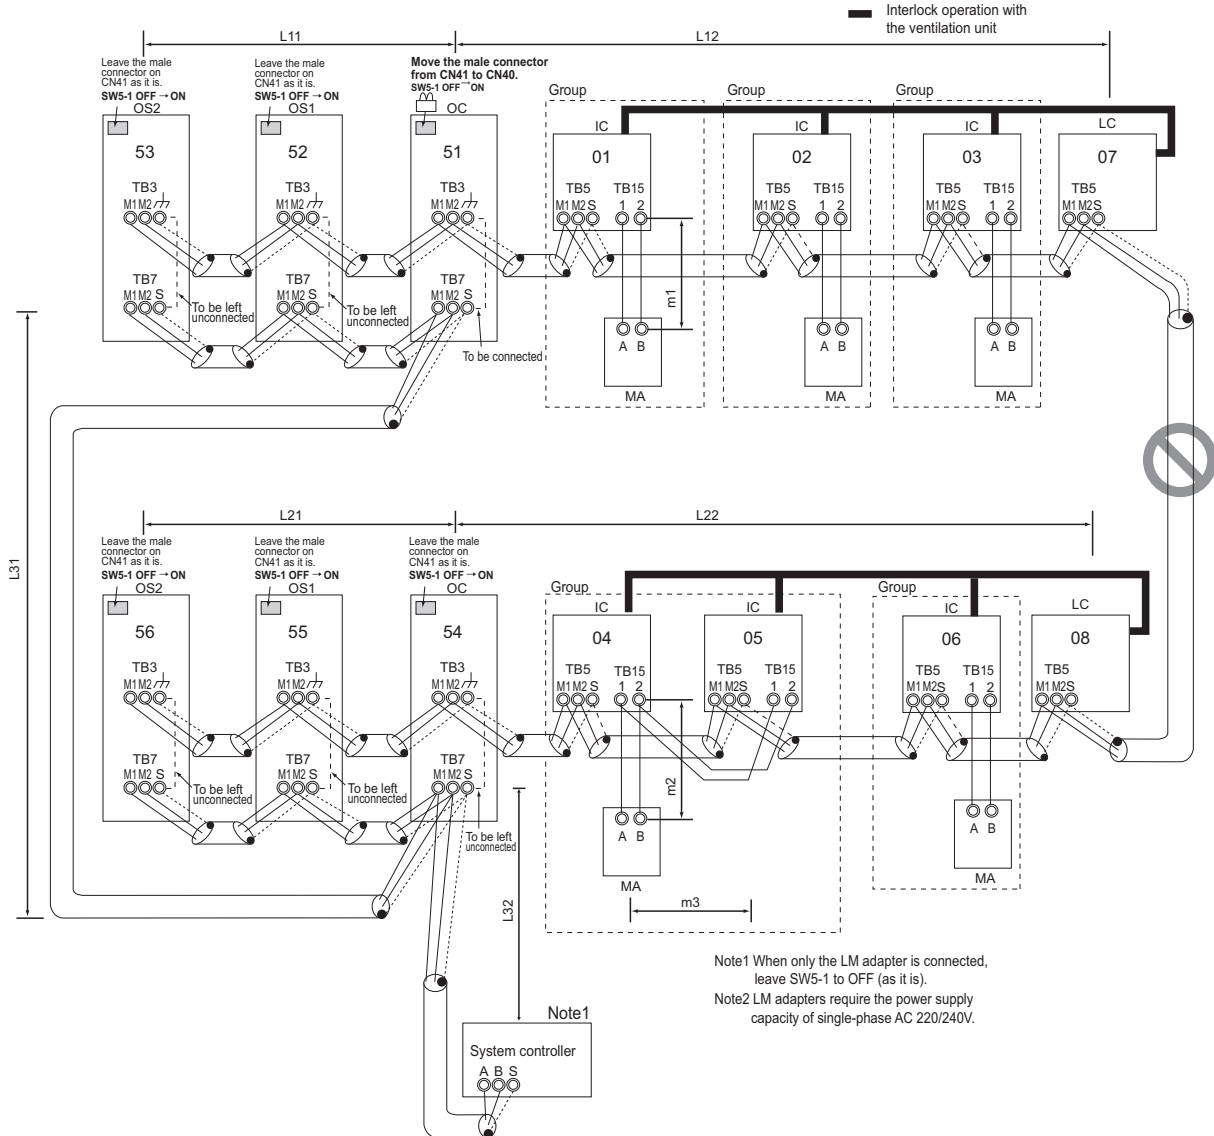 Interlock operation with
the ventilation unit
L11
L12
Leave the male
connector on
CN41 as it is.
SW5-1 OFF → ON
OS2
Leave the male
connector on
CN41 as it is.
SW5-1 OFF → ON
OS1
Move the male connector
from CN41 to CN40.
SW5-1 OFF → ON
OC
Group
Group
Group
IC
IC
IC
LC
53
52
51
01
02
03
07
TB3
M1 M2
TB3
M1 M2
TB3
M1 M2
TB5
M1 M2 S
TB15
1 2
TB5
M1 M2 S
TB15
1 2
TB5
M1 M2 S
TB15
1 2
TB5
M1 M2 S
TB7
M1 M2 S
To be left
unconnected
TB7
M1 M2 S
To be left
unconnected
TB7
M1 M2 S
To be connected
m1
A B
MA
A B
MA
A B
MA
L31
L21
L22
Leave the male
connector on
CN41 as it is.
SW5-1 OFF → ON
OS2
Leave the male
connector on
CN41 as it is.
SW5-1 OFF → ON
OS1
Leave the male
connector on
CN41 as it is.
SW5-1 OFF → ON
OC
Group
Group
IC
IC
IC
LC
56
55
54
04
05
06
08
TB3
M1 M2
TB3
M1 M2
TB3
M1 M2
TB5
M1 M2 S
TB15
1 2
TB5
M1 M2S
TB15
1 2
TB5
M1 M2S
TB15
1 2
TB5
M1 M2S
TB7
M1 M2 S
To be left
unconnected
TB7
M1 M2 S
To be left
unconnected
TB7
M1 M2 S
To be left
unconnected
m2
A B
MA
A B
MA
m3
L32
Note1 When only the LM adapter is connected,
leave SW5-1 to OFF (as it is).
Note2 LM adapters require the power supply
capacity of single-phase AC 220/240V.
Note1
System controller
A B S